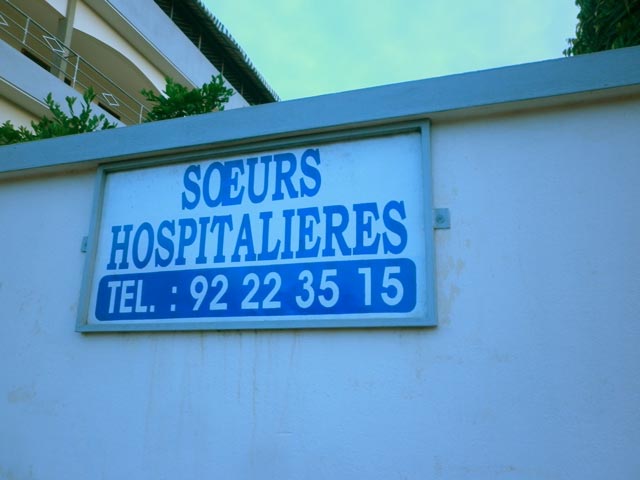 SŒURS
HOSPITALIERES
TEL. : 92 22 35 15